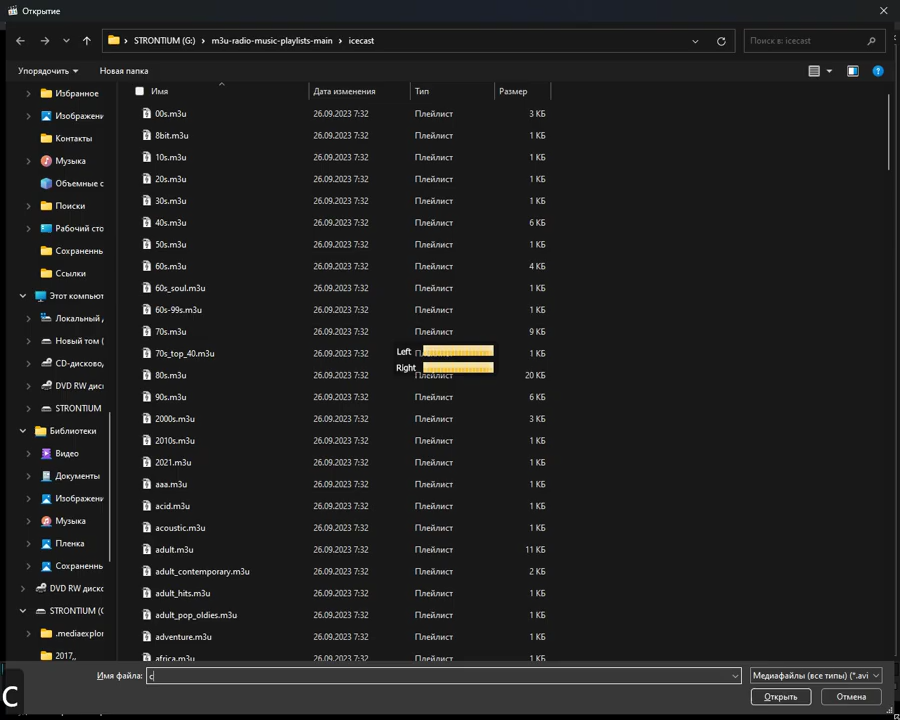 Открытие
STRONTIUM (G:) › m3u-radio-music-playlists-main › icecast
Поиск в: icecast
Упорядочить
Новая папка
Имя Дата изменения Тип Размер
Избранное
Изображени
Контакты
Музыка
Объемные с
Поиски
Рабочий сто
Сохраненны
Ссылки
Этот компьют
Локальный д
Новый том (
CD-дисково,
DVD RW дис
STRONTIUM
Библиотеки
Видео
Документы
Изображени
Музыка
Пленка
Сохраненны
DVD RW диско
STRONTIUM (G
.mediaexplor
2017,,
00s.m3u 26.09.2023 7:32 Плейлист 3 КБ
8bit.m3u 26.09.2023 7:32 Плейлист 1 КБ
10s.m3u 26.09.2023 7:32 Плейлист 1 КБ
20s.m3u 26.09.2023 7:32 Плейлист 1 КБ
30s.m3u 26.09.2023 7:32 Плейлист 1 КБ
40s.m3u 26.09.2023 7:32 Плейлист 6 КБ
50s.m3u 26.09.2023 7:32 Плейлист 1 КБ
60s.m3u 26.09.2023 7:32 Плейлист 4 КБ
60s_soul.m3u 26.09.2023 7:32 Плейлист 1 КБ
60s-99s.m3u 26.09.2023 7:32 Плейлист 1 КБ
70s.m3u 26.09.2023 7:32 Плейлист 9 КБ
70s_top_40.m3u 26.09.2023 7:32 1 КБ
80s.m3u 26.09.2023 7:32 Плейлист 20 КБ
90s.m3u 26.09.2023 7:32 Плейлист 6 КБ
2000s.m3u 26.09.2023 7:32 Плейлист 3 КБ
2010s.m3u 26.09.2023 7:32 Плейлист 1 КБ
2021.m3u 26.09.2023 7:32 Плейлист 1 КБ
aaa.m3u 26.09.2023 7:32 Плейлист 1 КБ
acid.m3u 26.09.2023 7:32 Плейлист 1 КБ
acoustic.m3u 26.09.2023 7:32 Плейлист 1 КБ
adult.m3u 26.09.2023 7:32 Плейлист 11 КБ
adult_contemporary.m3u 26.09.2023 7:32 Плейлист 2 КБ
adult_hits.m3u 26.09.2023 7:32 Плейлист 1 КБ
adult_pop_oldies.m3u 26.09.2023 7:32 Плейлист 1 КБ
adventure.m3u 26.09.2023 7:32 Плейлист 1 КБ
africa.m3u 26.09.2023 7:32 Плейлист 1 КБ
Left
Right
Имя файла: c
Медиафайлы (все типы) (*.avi
Открыть
Отмена
C